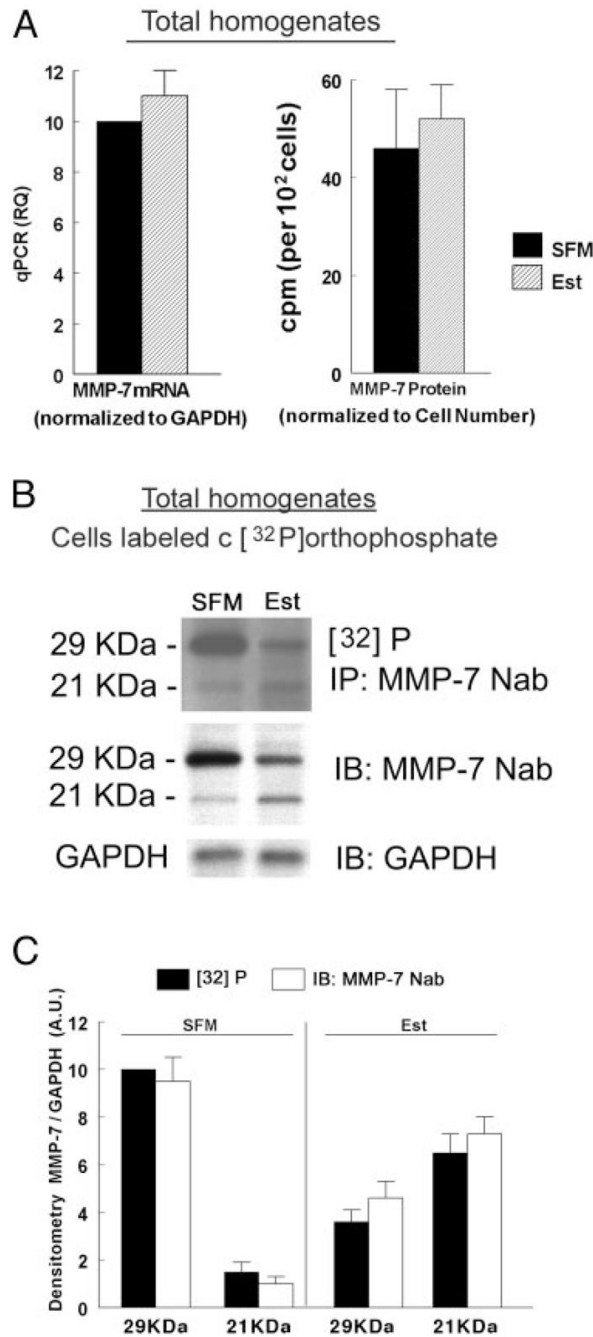 A
Total homogenates
12
10
8
6
4
2
0
qPCR (RQ)
MMP-7 mRNA
(normalized to GAPDH)
60
40
20
0
cpm (per 10² cells)
MMP-7 Protein
(normalized to Cell Number)
SFM
Est
B
Total homogenates
Cells labeled c [ ³²P]orthophosphate
SFM Est
29 KDa - [32] P
21 KDa - IP: MMP-7 Nab
29 KDa - IB: MMP-7 Nab
21 KDa -
GAPDH IB: GAPDH
C
[32] P IB: MMP-7 Nab
SFM Est
12
10
8
6
4
2
0
Densitometry MMP-7 / GAPDH (A.U.)
29KDa 21KDa 29KDa 21KDa